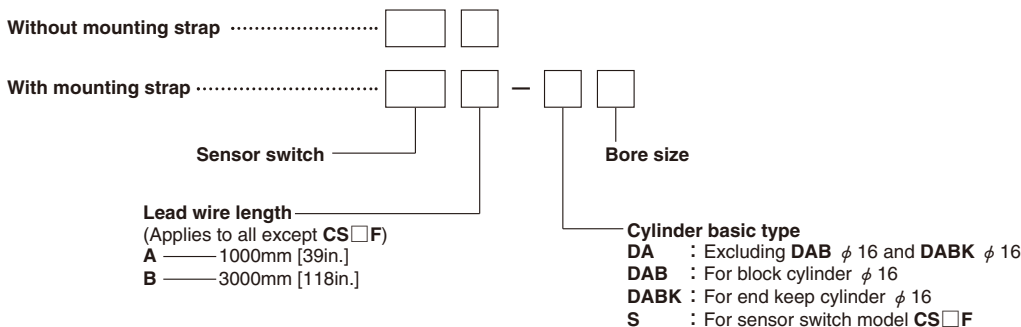 Without mounting strap
With mounting strap —
Sensor switch
Bore size
Lead wire length
(Applies to all except CS□F)
A 1000mm [39in.]
B 3000mm [118in.]
Cylinder basic type
DA : Excluding DAB φ 16 and DABK φ 16
DAB : For block cylinder φ 16
DABK : For end keep cylinder φ 16
S : For sensor switch model CS□F